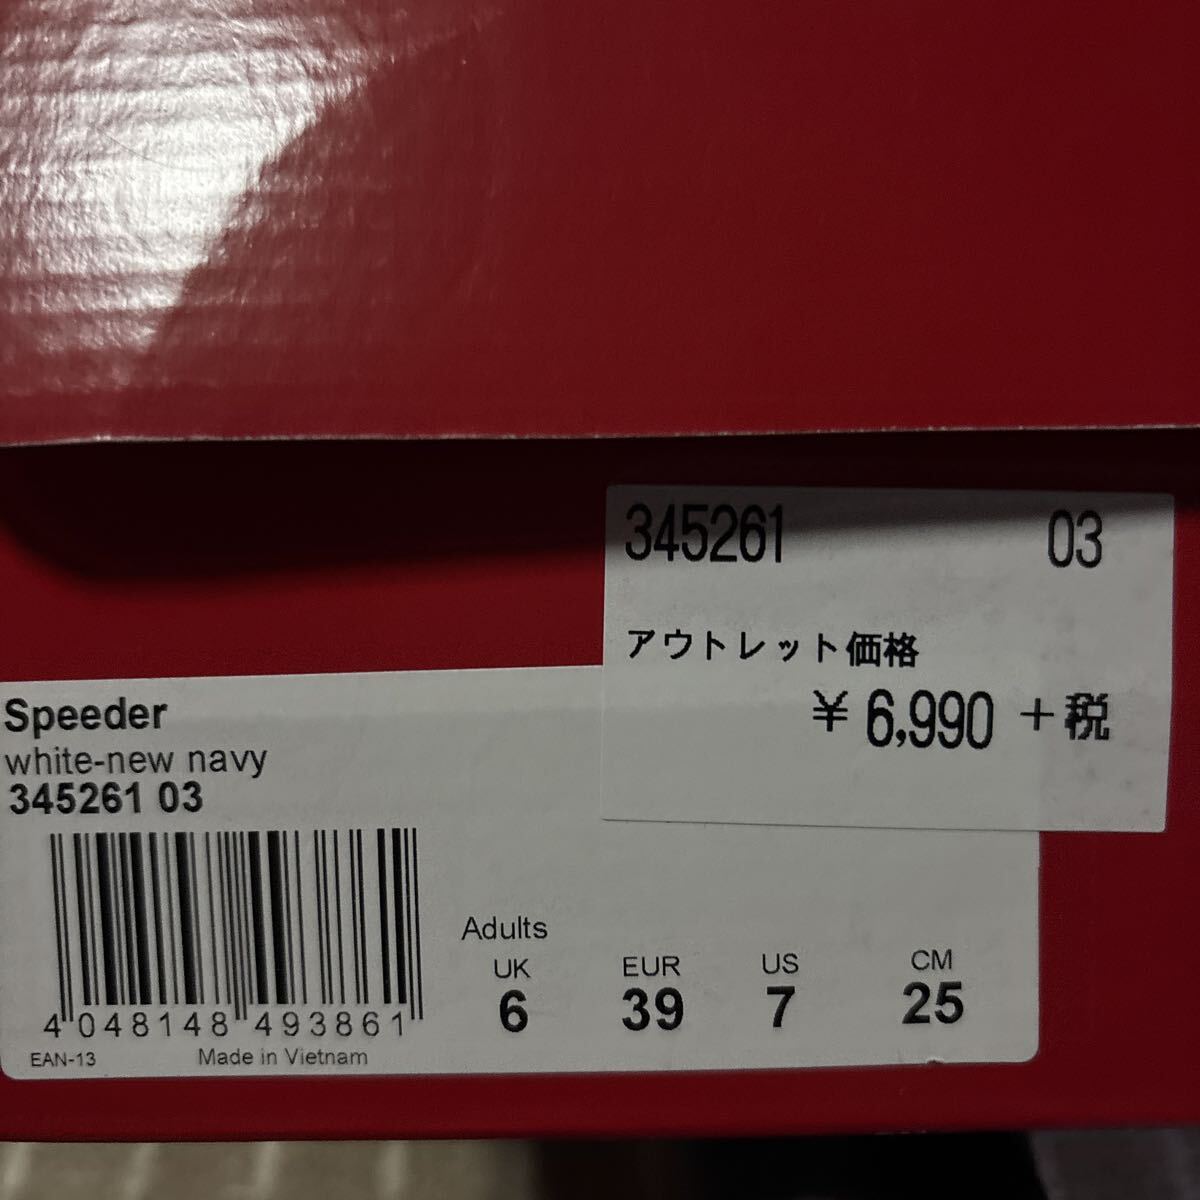 345261 03
アウトレット価格
¥6,990+税
Speeder
white-new navy
345261 03
4 048148 493861
EAN-13 Made in Vietnam
Adults
UK EUR US CM
6 39 7 25